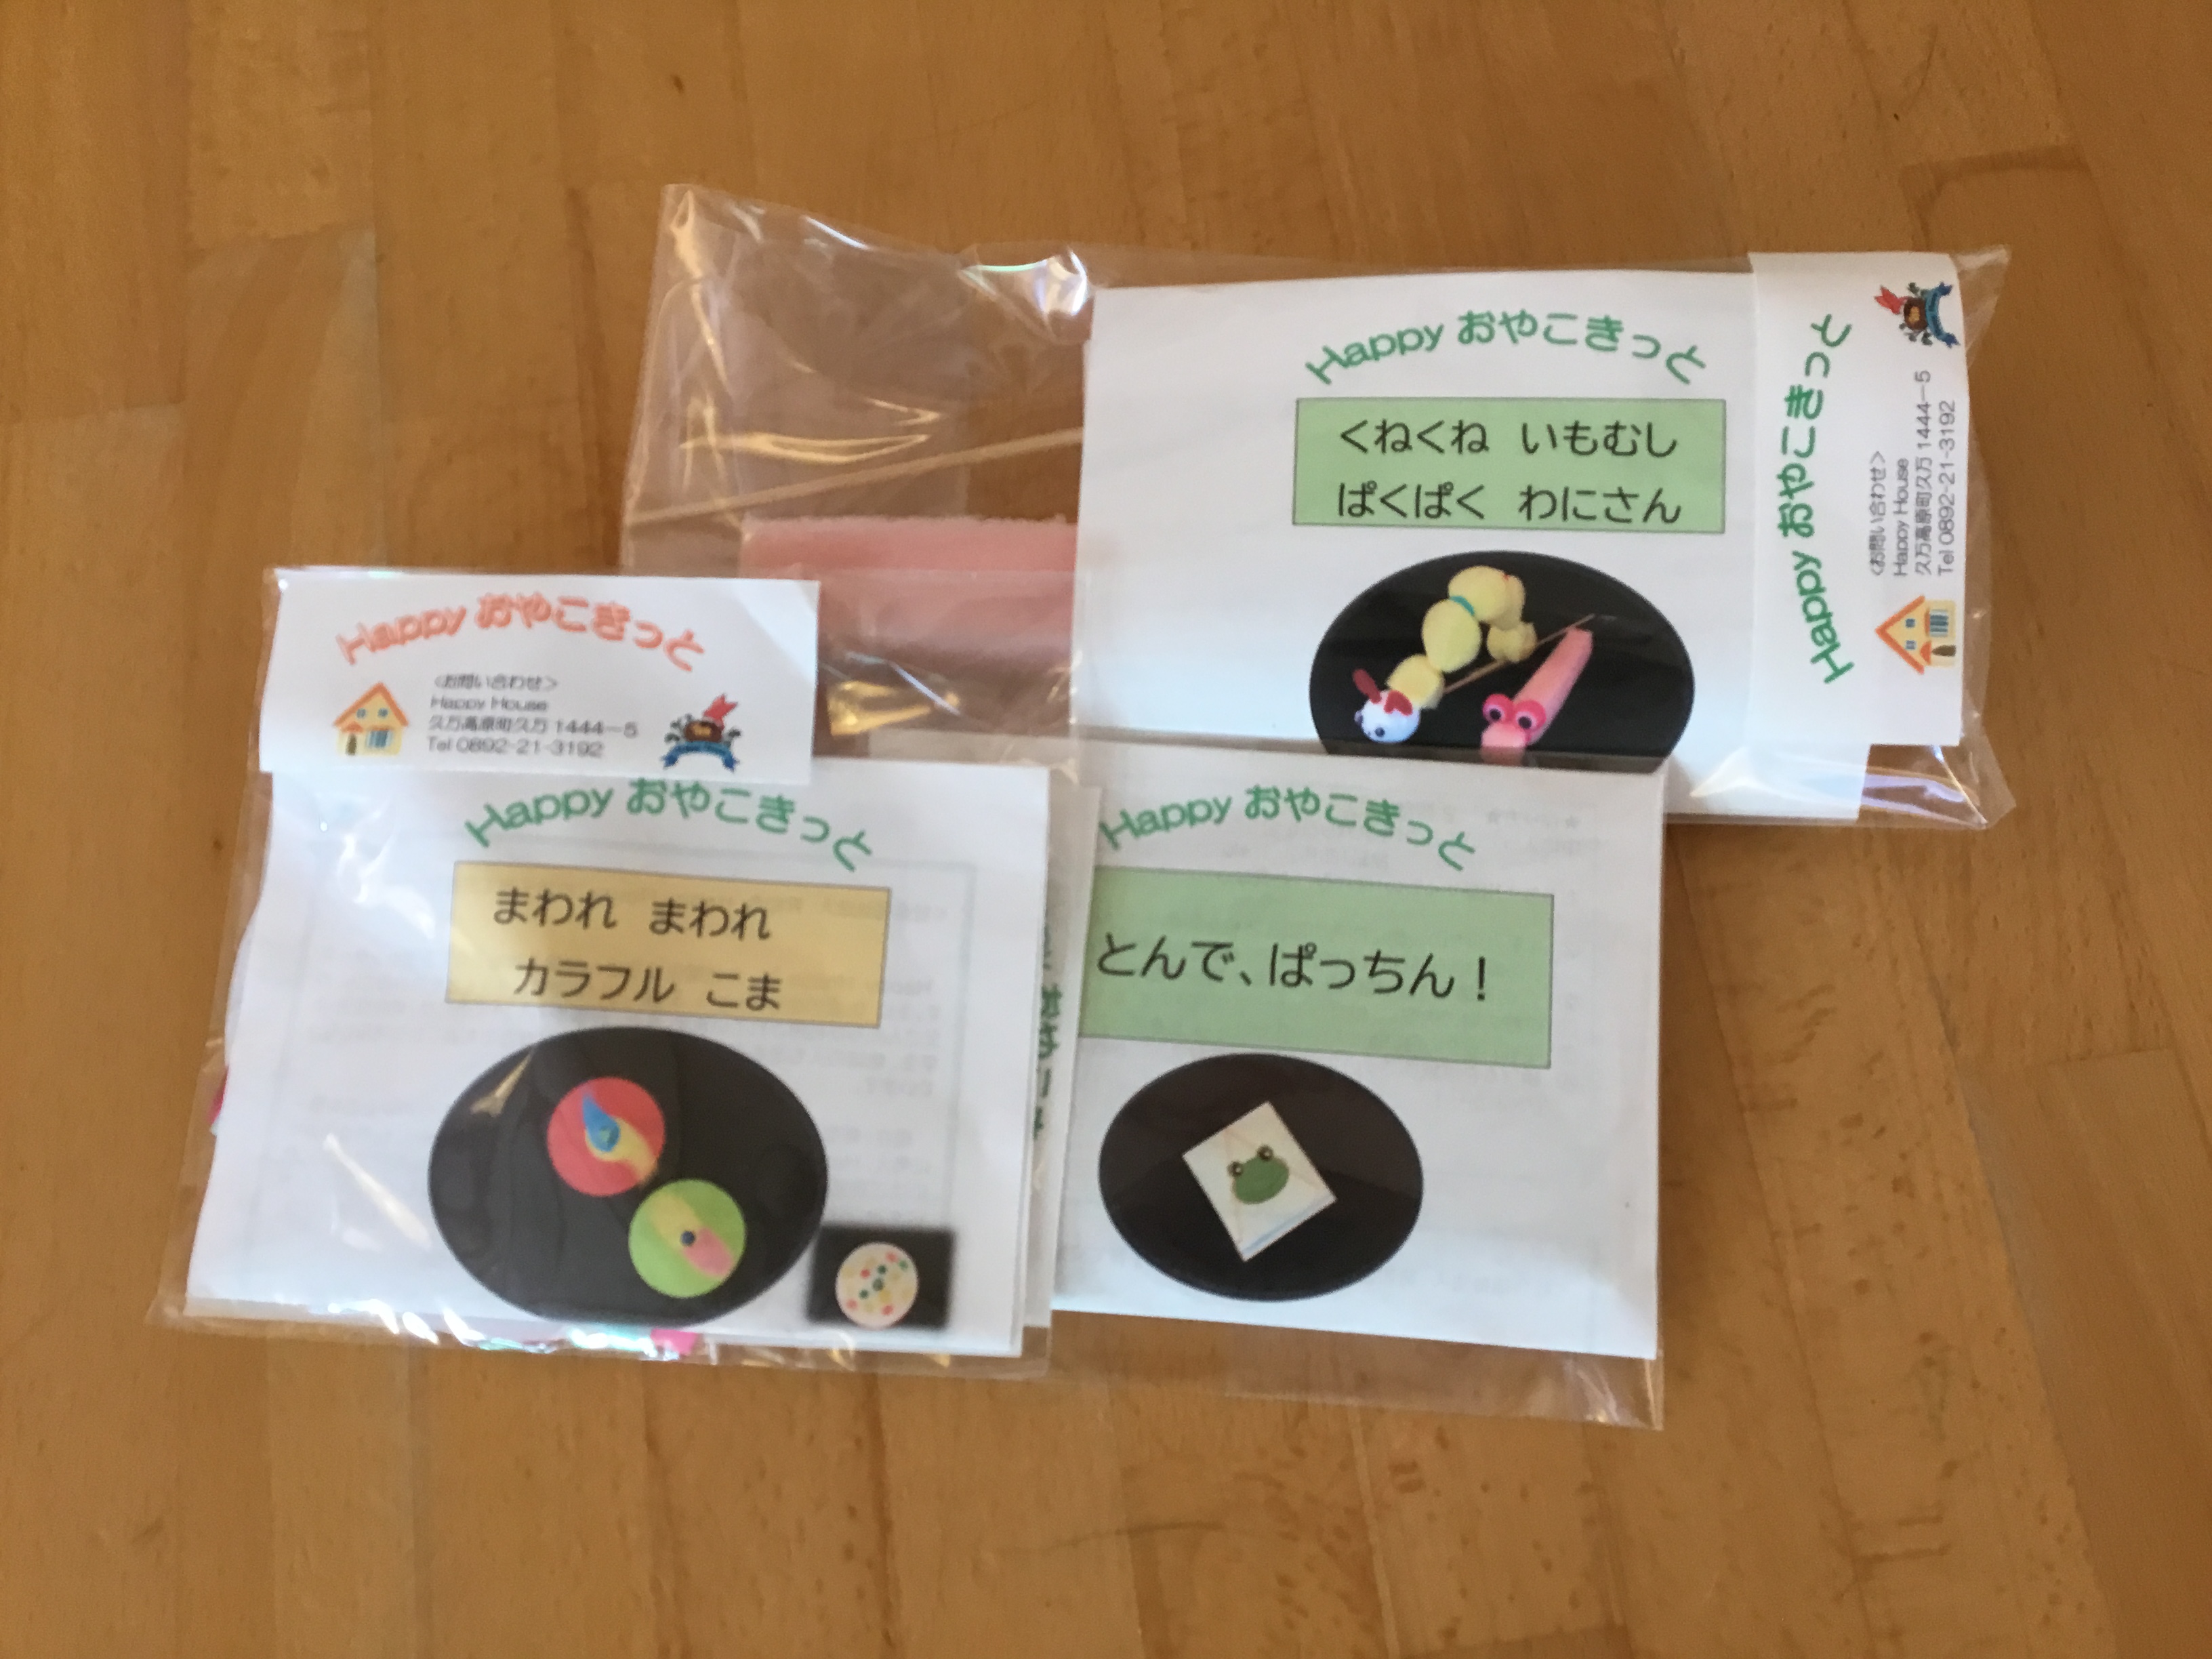 Happy おやこきっと
くねくね いもむし
ぱくぱく わにさん
Happy おやこきっと
<お問い合わせ>
Happy House
久万高原町久万 1444－5
Tel 0892-21-3192
Happy おやこきっと
<お問い合わせ>
Happy House
久万高原町久万 1444－5
Tel 0892-21-3192
Happy おやこきっと
まわれ まわれ
カラフル こま
Happy おやこきっと
とんで、ぱっちん！